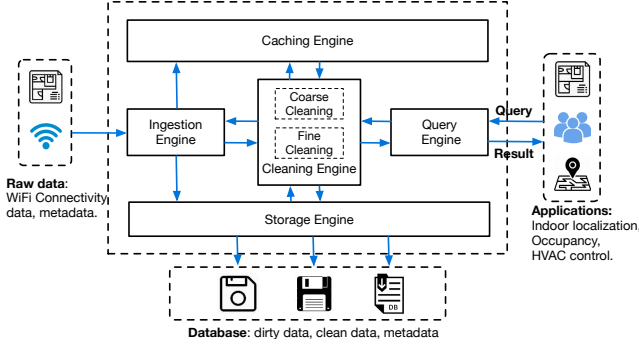 Caching Engine
Coarse
Cleaning
Fine
Cleaning
Cleaning Engine
Ingestion
Engine
Query
Engine
Query
Result
Storage Engine
Raw data:
WiFi Connectivity
data, metadata.
Applications:
Indoor localization,
Occupancy,
HVAC control.
DB
Database: dirty data, clean data, metadata